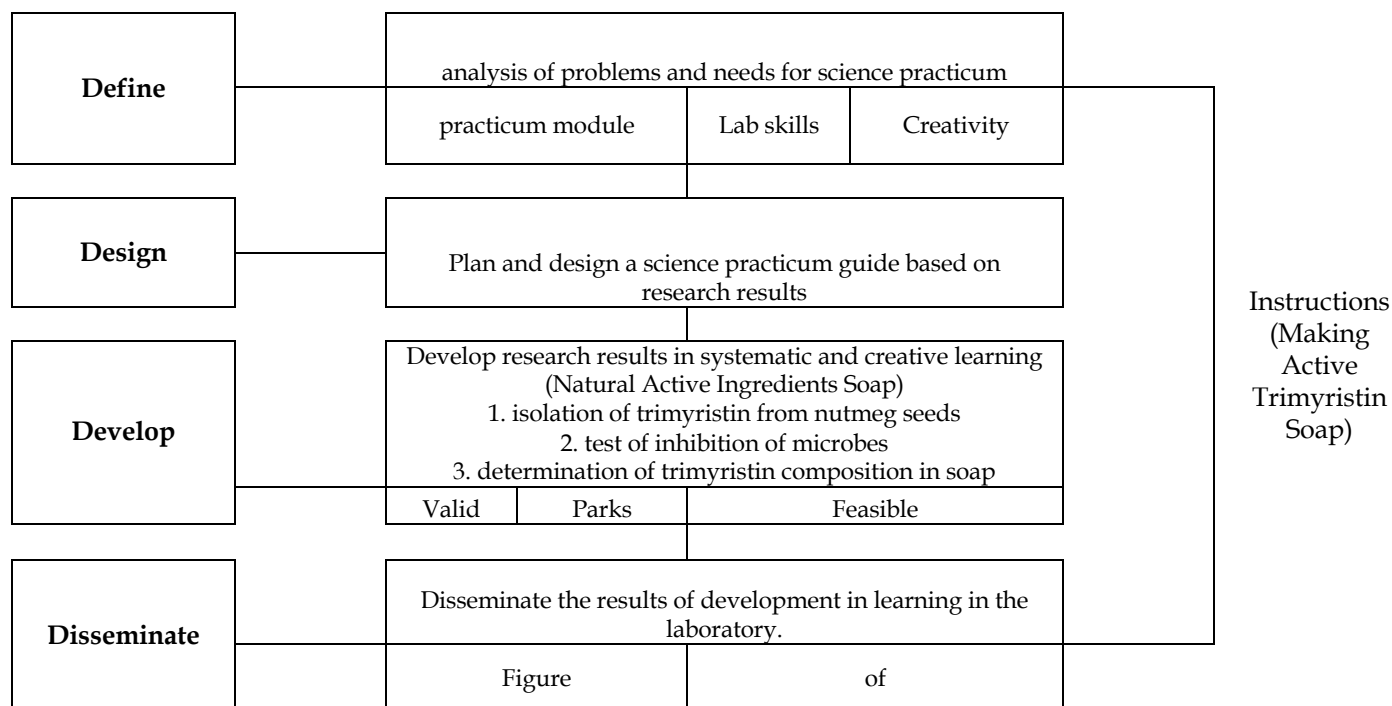 Define
analysis of problems and needs for science practicum
practicum module
Lab skills
Creativity
Design
Plan and design a science practicum guide based on
research results
Develop
Develop research results in systematic and creative learning
(Natural Active Ingredients Soap)
1. isolation of trimyristin from nutmeg seeds
2. test of inhibition of microbes
3. determination of trimyristin composition in soap
Valid
Parks
Feasible
Disseminate
Disseminate the results of development in learning in the
laboratory.
Figure
of
Instructions
(Making
Active
Trimyristin
Soap)